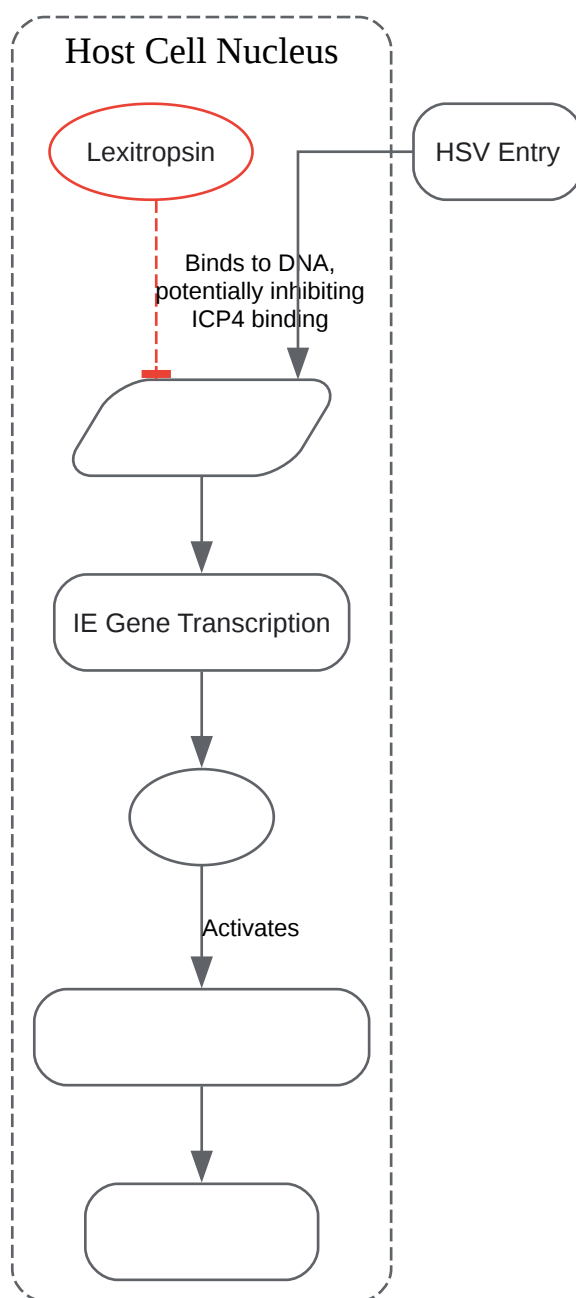 Host Cell Nucleus
Lexitropsin
HSV Entry
Binds to DNA,
potentially inhibiting
ICP4 binding
IE Gene Transcription
Activates